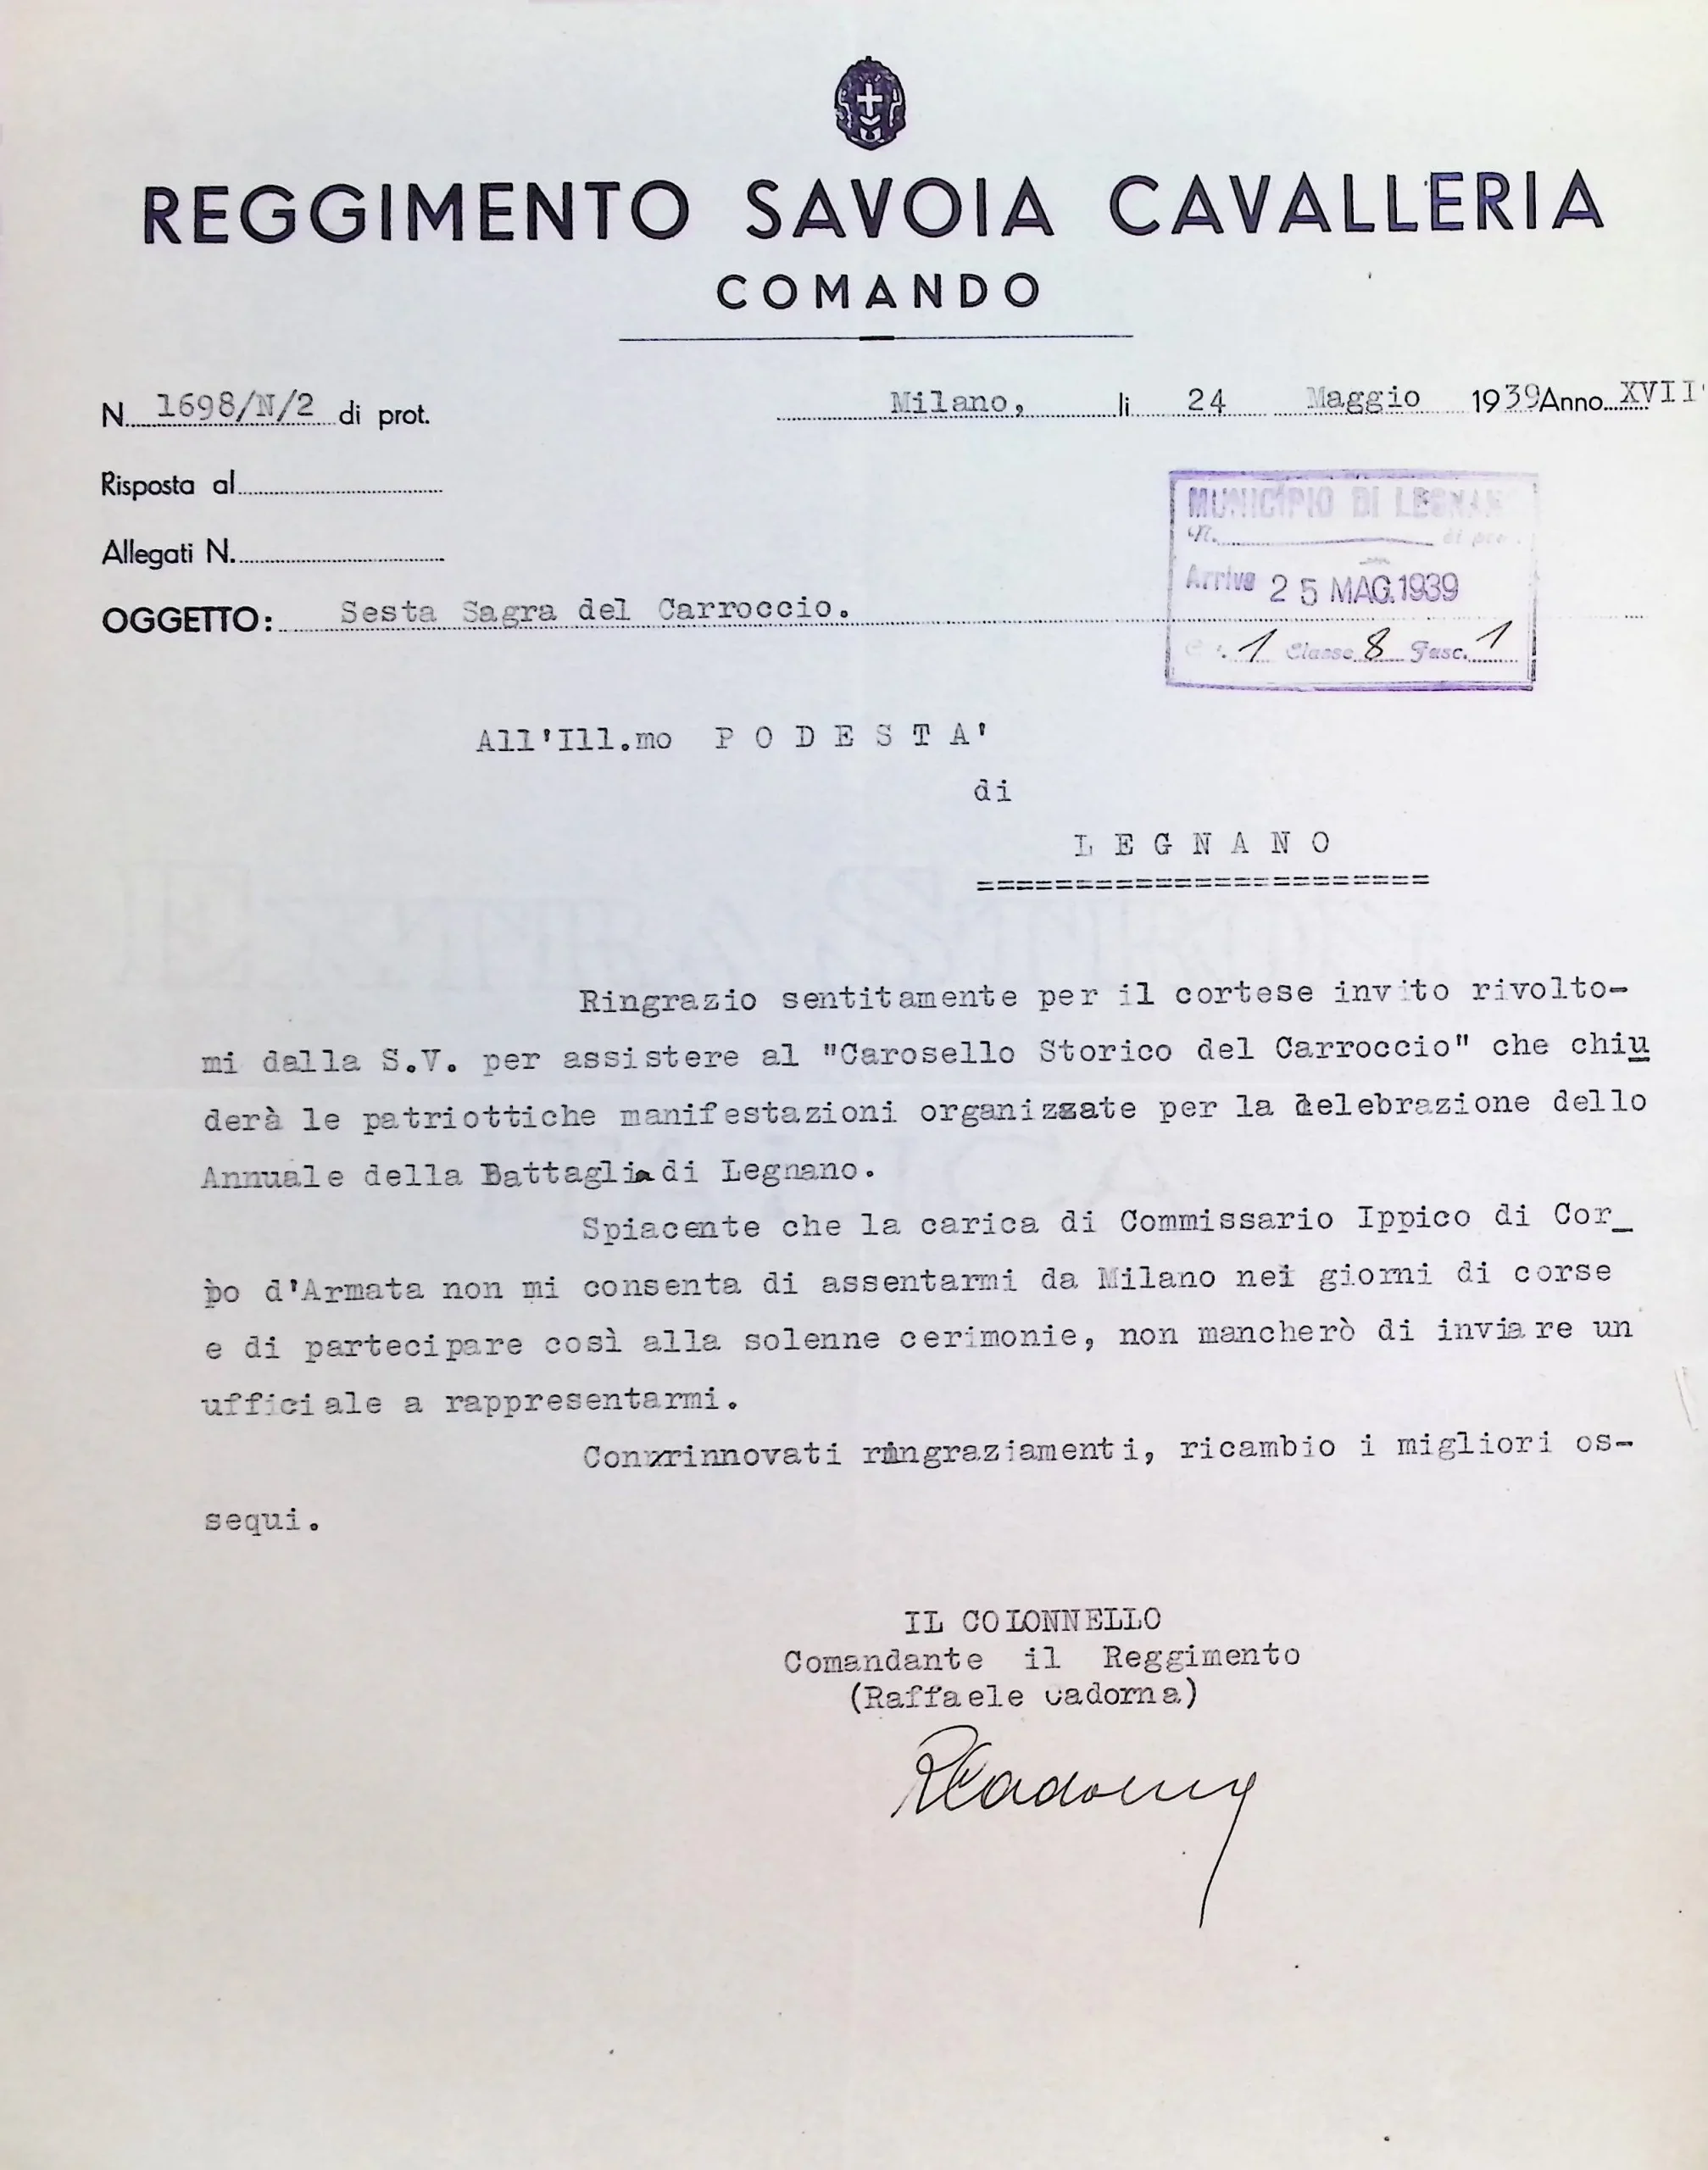 REGGIMENTO SAVOIA CAVALLERIA
COMANDO
N. 1698/N/2 di prot.
Milano, li 24 Maggio 1939 Anno XVII'
Risposta al
Allegati N.
MUNICIPIO DI LEGNANO
N. di pro.
Arrivo 25 MAG. 1939
1 Classe 8 Fasc. 1
OGGETTO: Sesta Sagra del Carroccio.
All'Ill.mo PODESTA'
di
LEGNANO
=======================
Ringrazio sentitamente per il cortese invito rivolto-
mi dalla S.V. per assistere al "Carosello Storico del Carroccio" che chiu
derà le patriottiche manifestazioni organizzate per la celebrazione dello
Annuale della Battaglia di Legnano.
Spiacente che la carica di Commissario Ippico di Cor_
po d'Armata non mi consenta di assentarmi da Milano nei giorni di corse
e di partecipare così alla solenne cerimonie, non mancherò di inviare un
ufficiale a rappresentarmi.
Conxrinnovati ringraziamenti, ricambio i migliori os-
sequi.
IL COLONNELLO
Comandante il Reggimento
(Raffaele Cadorna)
RCadorna